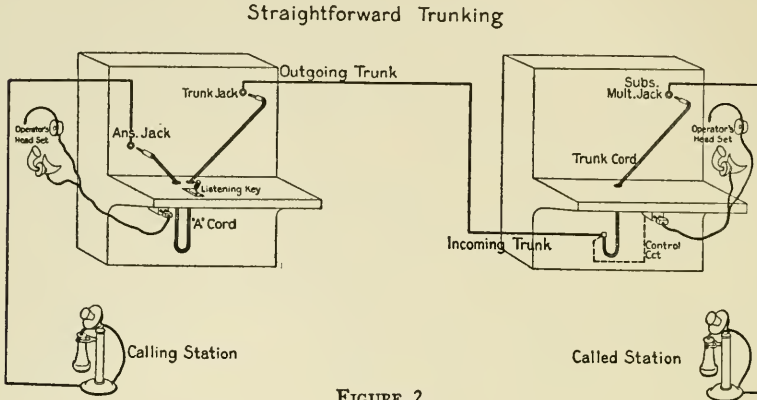 Straightforward Trunking
Outgoing Trunk
Trunk Jack
Ans. Jack
Operator's
Head Set
Listening Key
"A" Cord
Calling Station
Subs.
Mult. Jack
Operator's
Head Set
Trunk Cord
Incoming Trunk
Control
Cct
Called Station
FIGURE 2